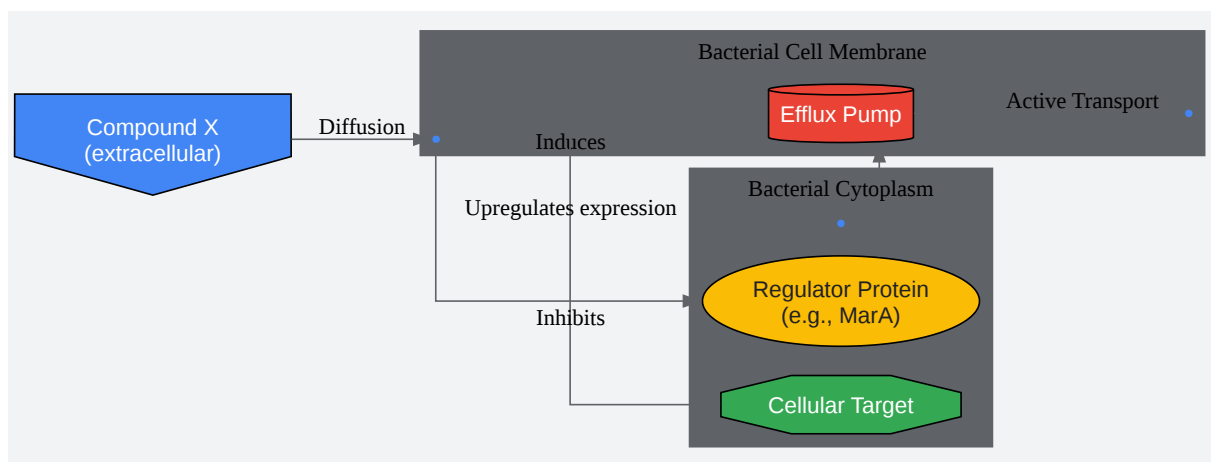 Bacterial Cell Membrane
Compound X
(extracellular)
Diffusion
Efflux Pump
Active Transport
Induces
Bacterial Cytoplasm
Upregulates expression
Regulator Protein
(e.g., MarA)
Inhibits
Cellular Target